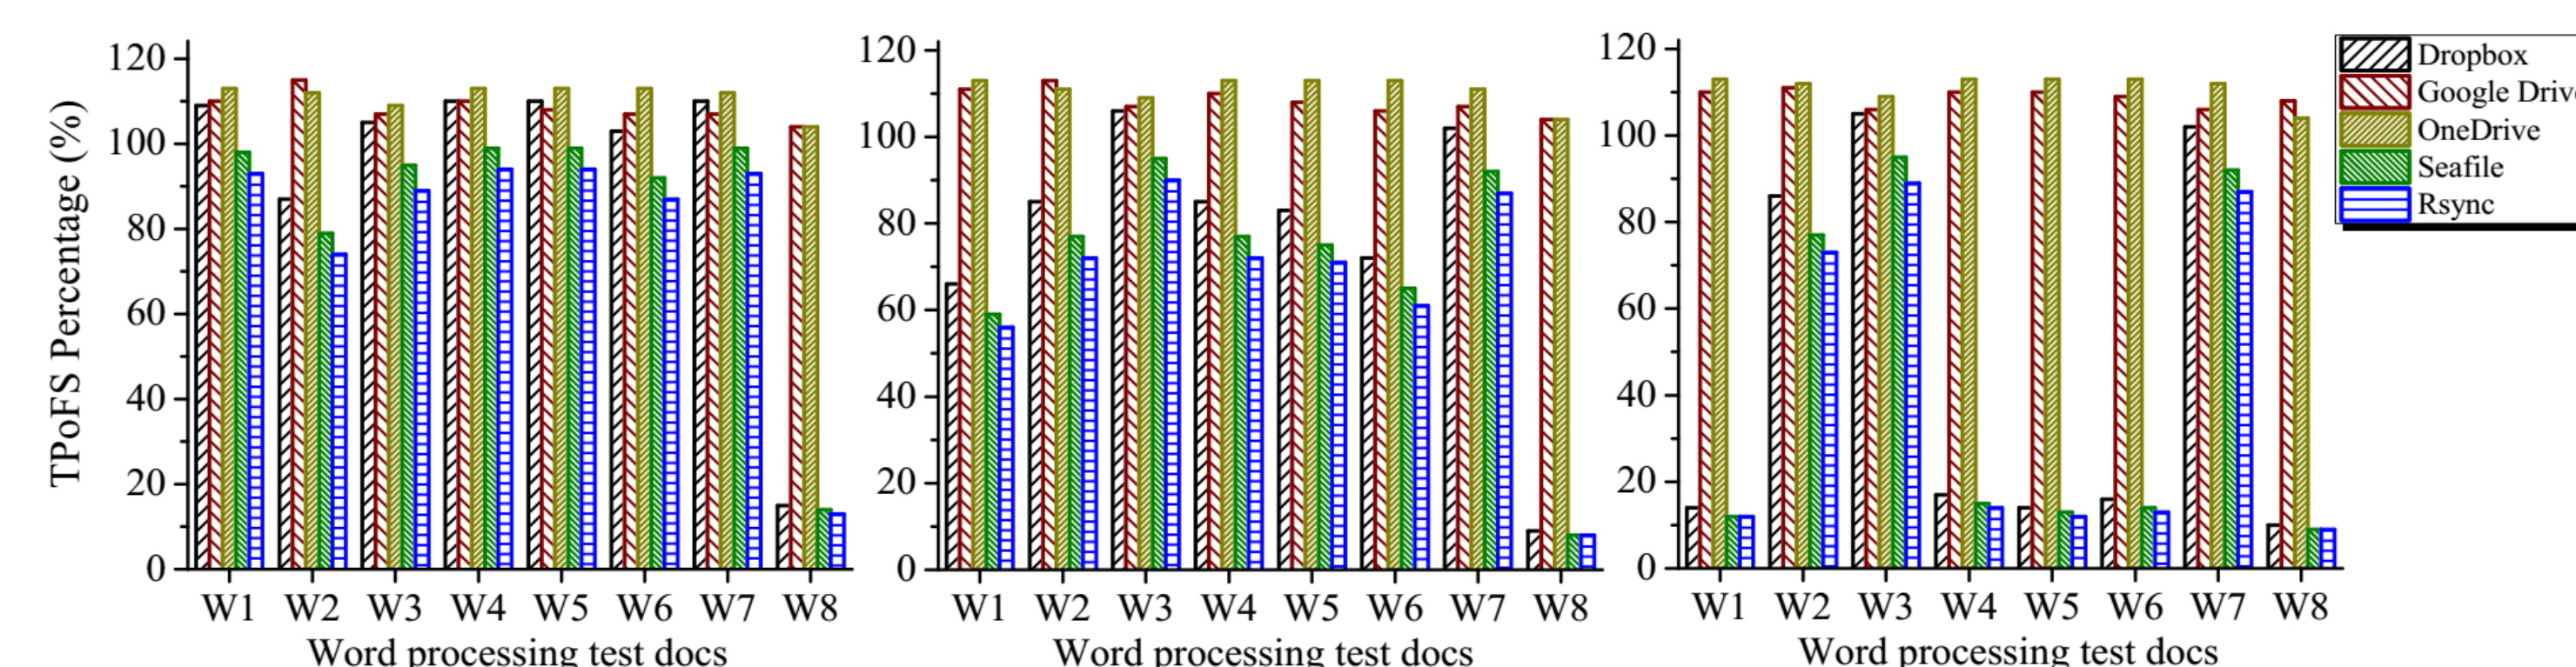 TPoFS Percentage (%)
120
100
80
60
40
20
0
W1 W2 W3 W4 W5 W6 W7 W8
Word processing test docs
120
100
80
60
40
20
0
W1 W2 W3 W4 W5 W6 W7 W8
Word processing test docs
120
100
80
60
40
20
0
W1 W2 W3 W4 W5 W6 W7 W8
Word processing test docs
Dropbox
Google Drive
OneDrive
Seafile
Rsync